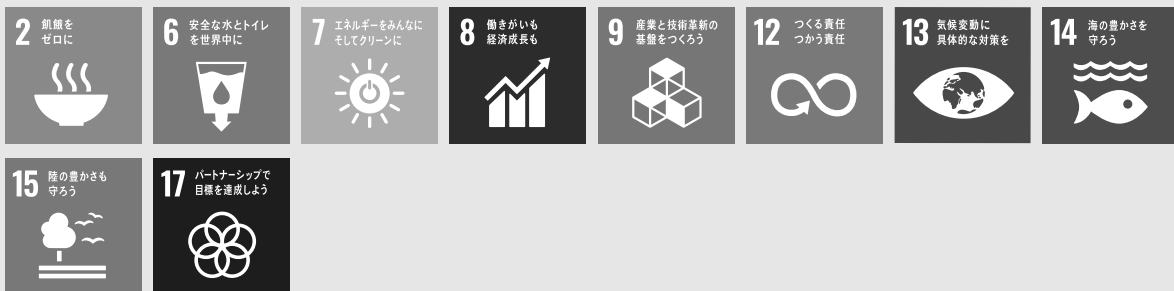 2 飢餓を
ゼロに
6 安全な水とトイレ
を世界中に
7 エネルギーをみんなに
そしてクリーンに
8 働きがいも
経済成長も
9 産業と技術革新の
基盤をつくろう
12 つくる責任
つかう責任
13 気候変動に
具体的な対策を
14 海の豊かさを
守ろう
15 陸の豊かさも
守ろう
17 パートナーシップで
目標を達成しよう